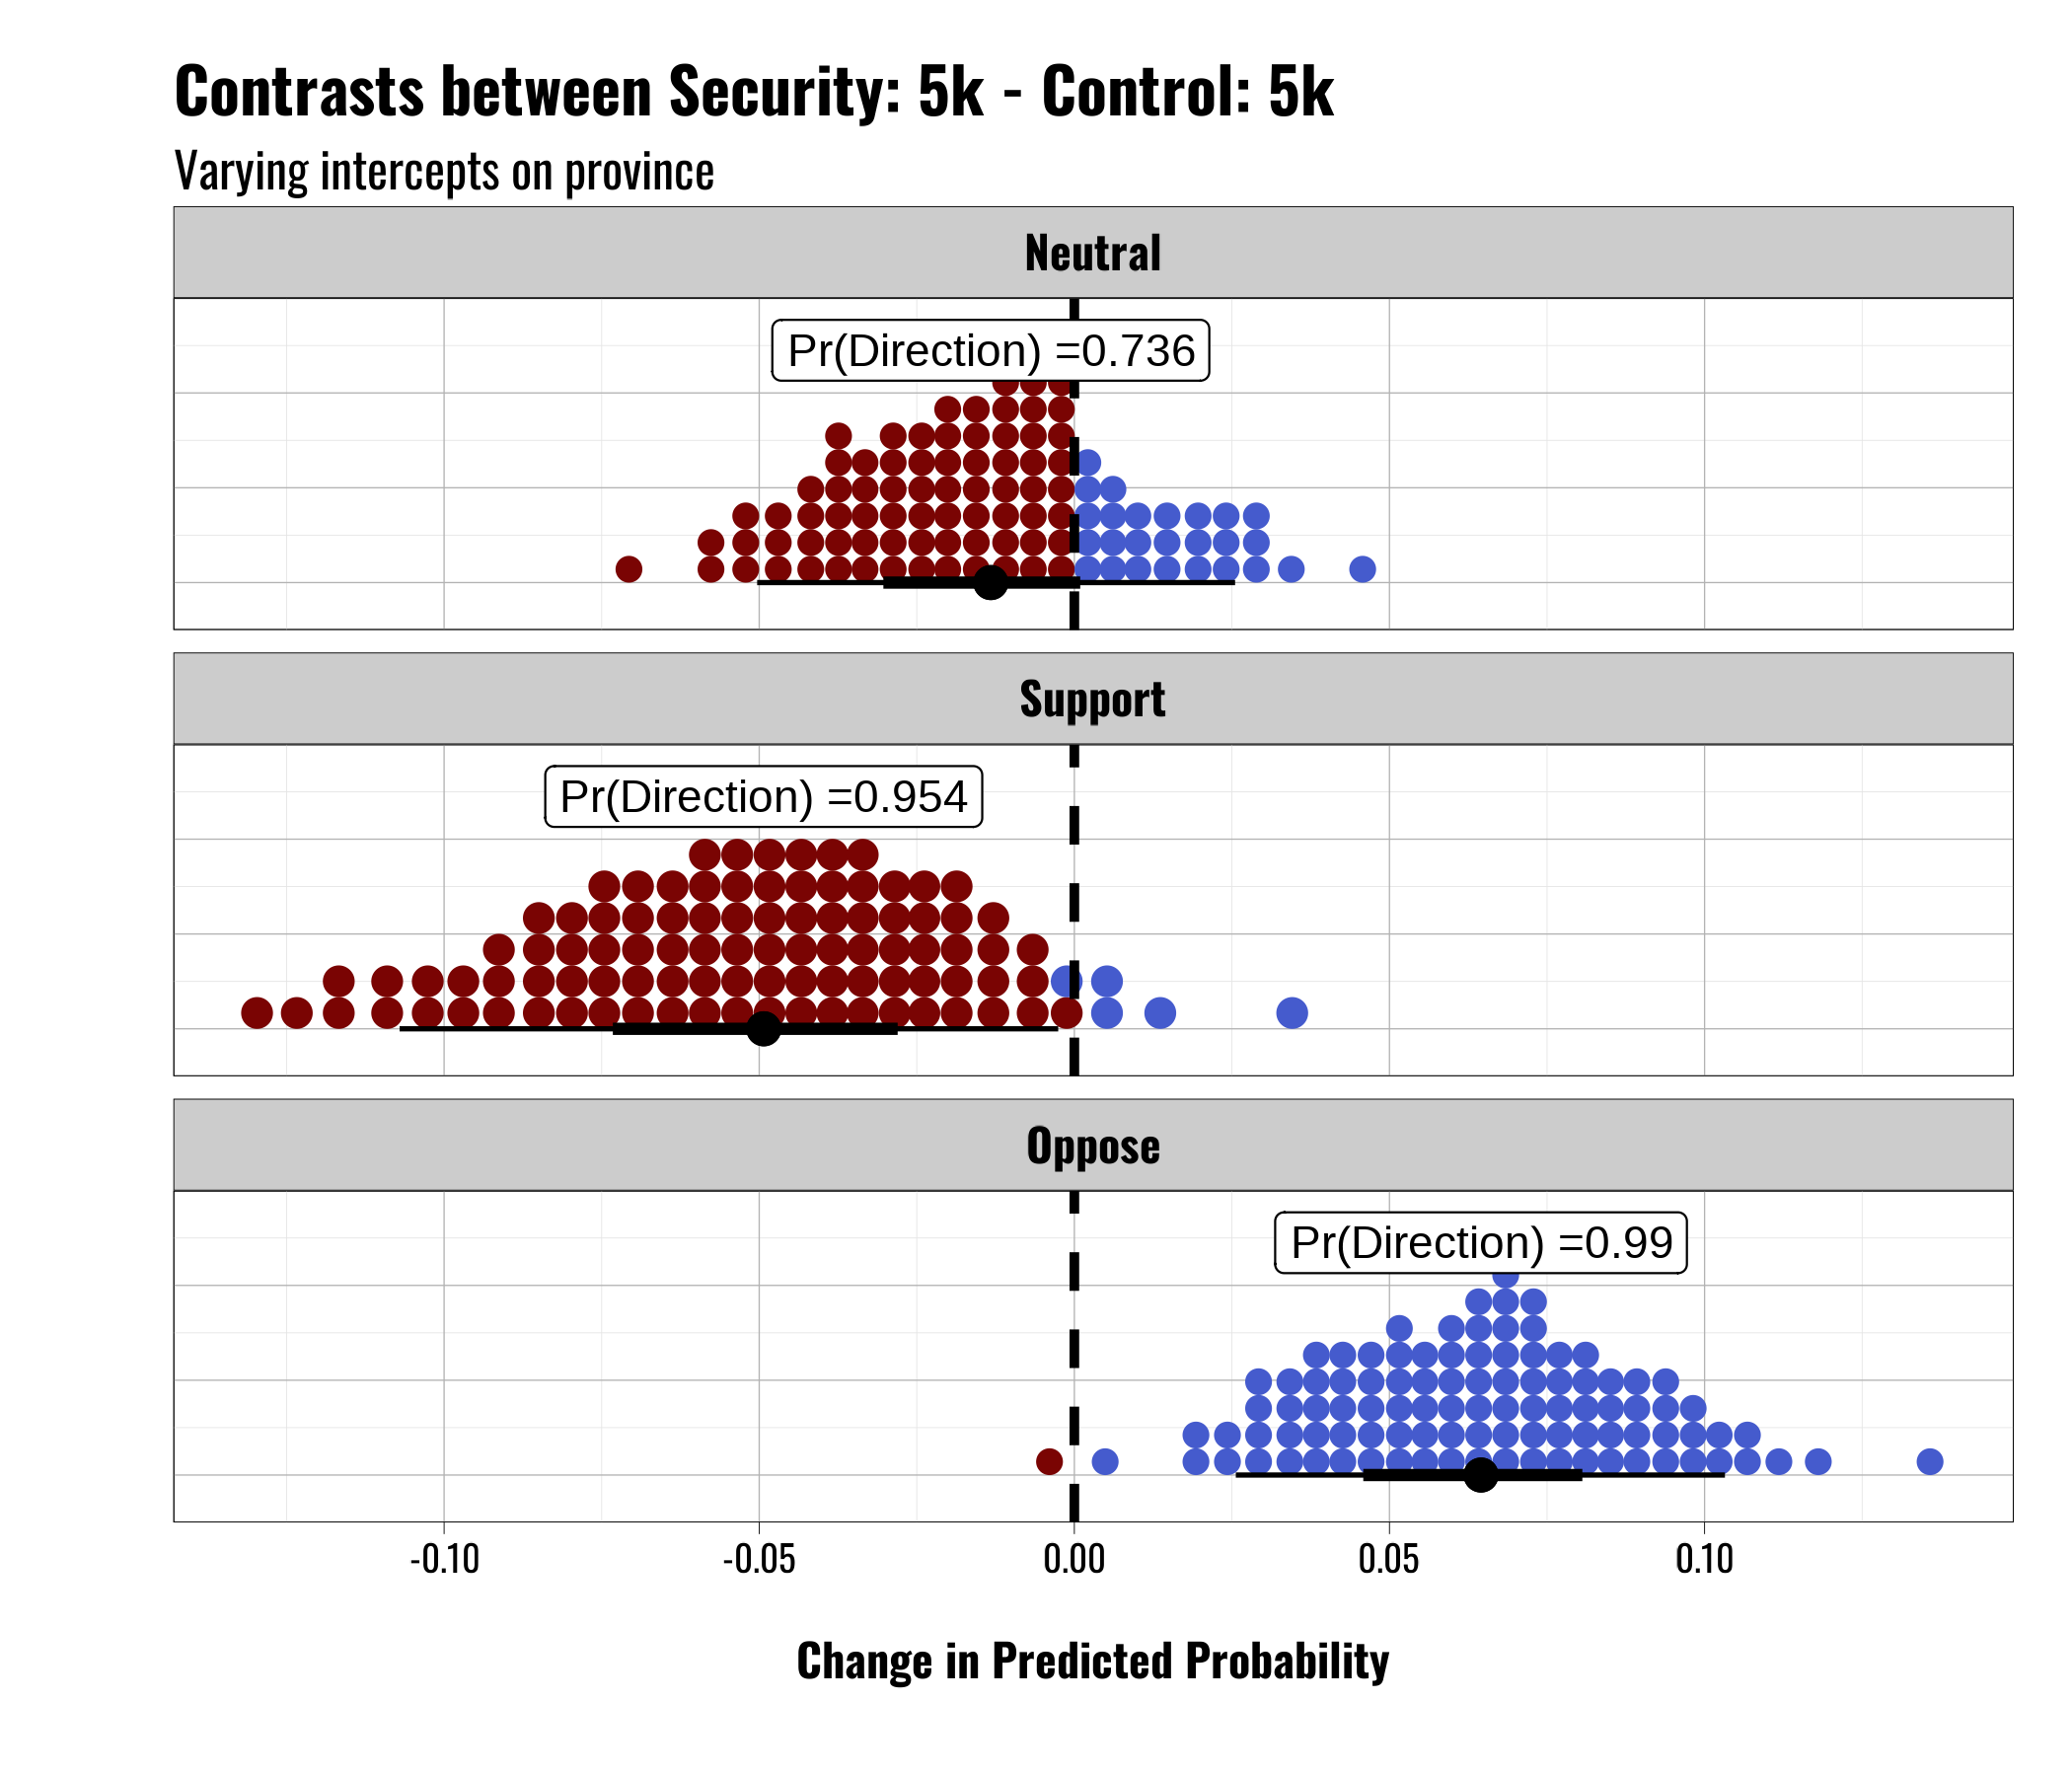 Contrasts between Security: 5k - Control: 5k
Varying intercepts on province
Neutral
Pr(Direction) =0.736
Support
Pr(Direction) =0.954
Oppose
Pr(Direction) =0.99
-0.10 -0.05 0.00 0.05 0.10
Change in Predicted Probability